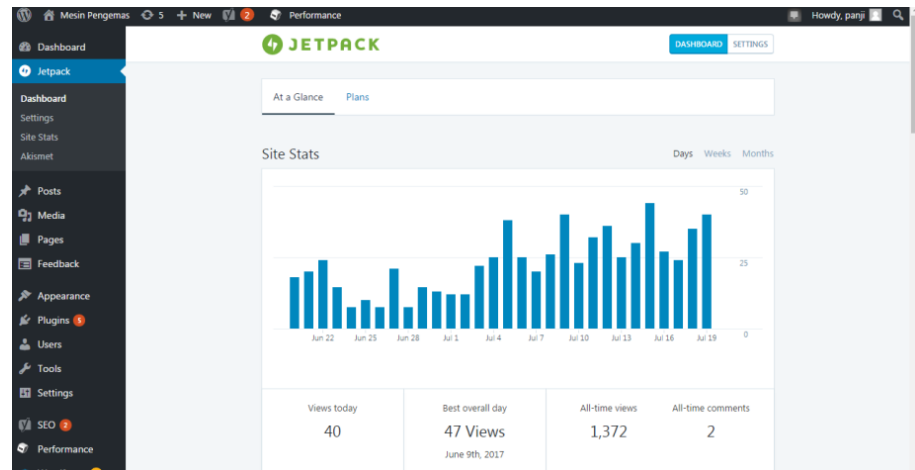 Mesin Pengemas 5 New 2 Performance Howdy, panji
Dashboard
Jetpack
Dashboard
Settings
Site Stats
Akismet
Posts
Media
Pages
Feedback
Appearance
Plugins 5
Users
Tools
Settings
SEO 2
Performance
JETPACK
DASHBOARD SETTINGS
At a Glance Plans
Site Stats Days Weeks Months
50
25
0
Jun 22 Jun 25 Jun 28 Jul 1 Jul 4 Jul 7 Jul 10 Jul 13 Jul 16 Jul 19
Views today
40
Best overall day
47 Views
June 9th, 2017
All-time views
1,372
All-time comments
2